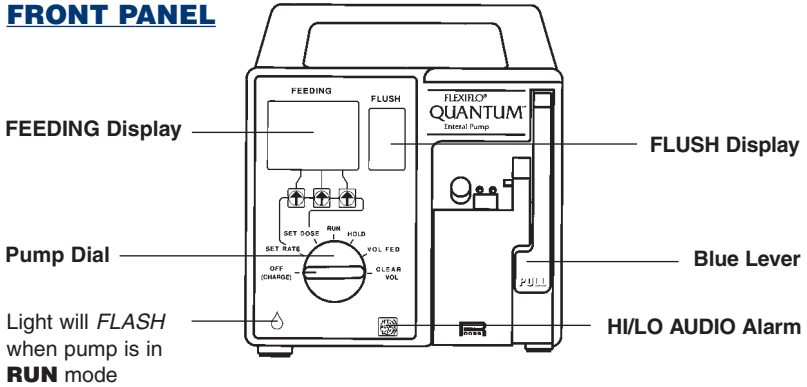 FRONT PANEL
FEEDING
FLUSH
FLEXIFLO®
QUANTUM™
Enteral Pump
FEEDING Display
FLUSH Display
SET DOSE
RUN
HOLD
SET RATE
VOL FED
Pump Dial
OFF
(CHARGE)
CLEAR
VOL
Blue Lever
PULL
Light will FLASH
when pump is in
RUN mode
ROSS
HI/LO AUDIO Alarm